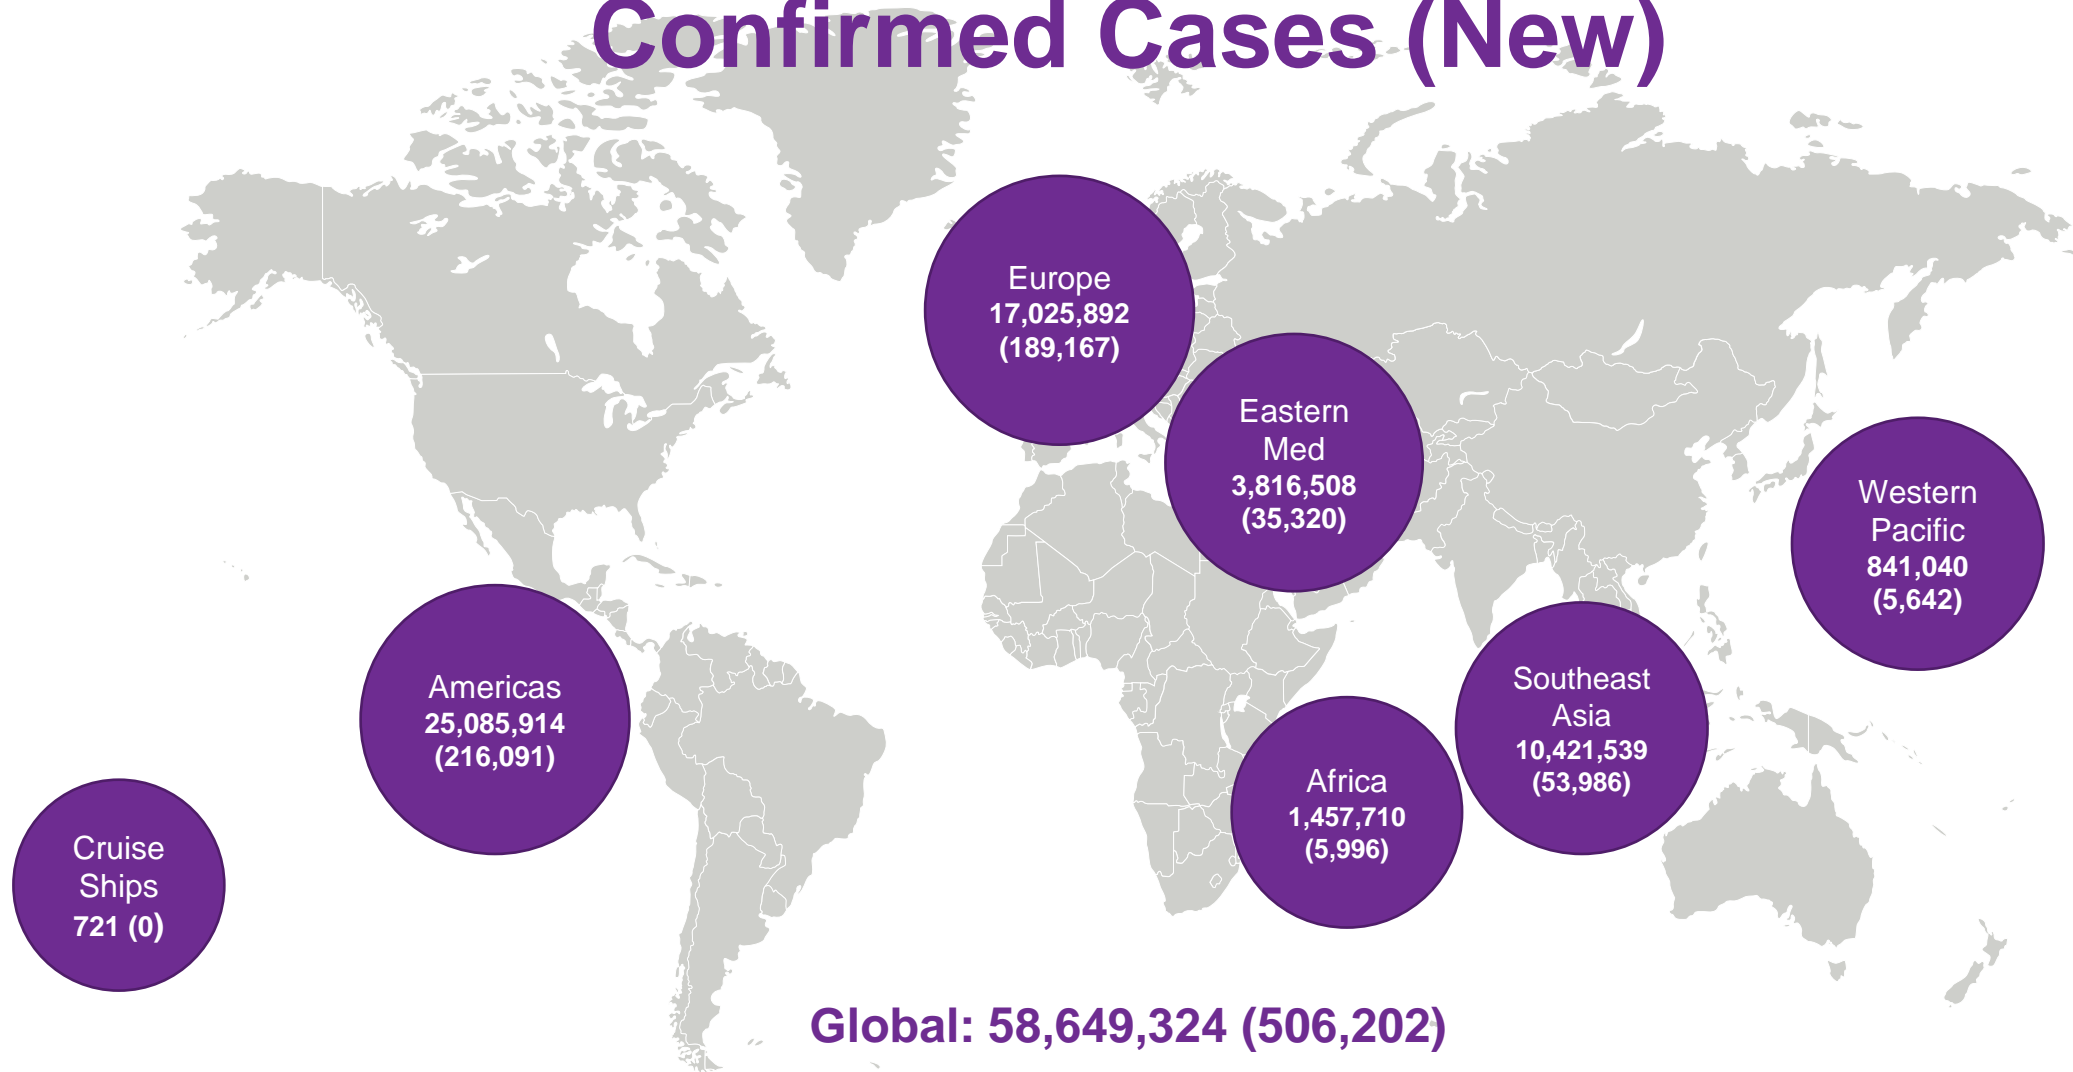 Confirmed Cases (New)
Europe
17,025,892
(189,167)
Eastern
Med
3,816,508
(35,320)
Western
Pacific
841,040
(5,642)
Americas
25,085,914
(216,091)
Southeast
Asia
10,421,539
(53,986)
Africa
1,457,710
(5,996)
Cruise
Ships
721 (0)
Global: 58,649,324 (506,202)